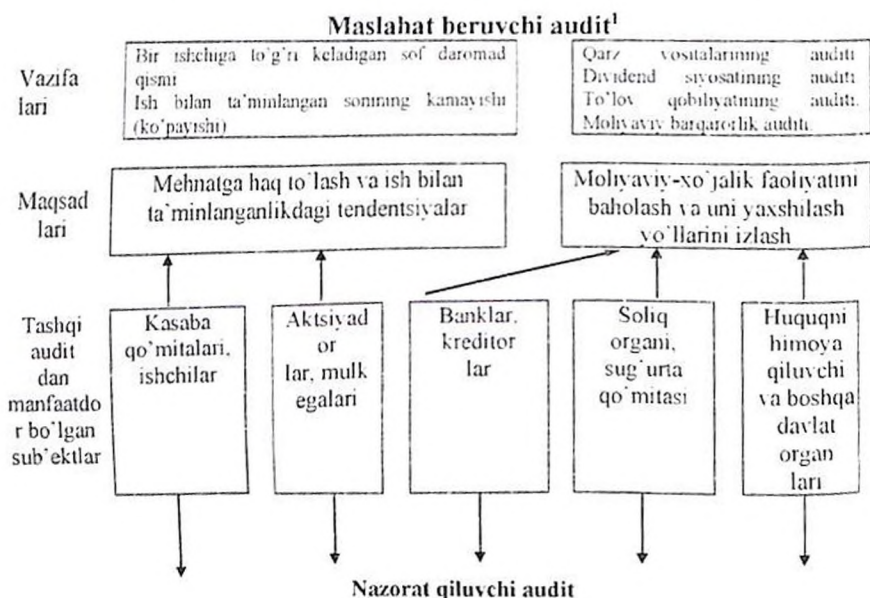 Maslahat beruvchi audit¹
Vazifa
lari
Bir ishchiga to'g'ri keladigan sof daromad
qismi
Ish bilan ta'minlangan sonining kamayishi
(ko'payishi)
Qarz vositalarining auditi
Dividend siyosatining auditi
To'lov qobiliyatining auditi.
Moliyaviy barqarorlik auditi.
Maqsad
lari
Mehnatga haq to'lash va ish bilan
ta'minlanganlikdagi tendentsiyalar
Moliyaviy-xo'jalik faoliyatini
baholash va uni yaxshilash
yo'llarini izlash
Tashqi
audit
dan
manfaatdo
r bo'lgan
sub'ektlar
Kasaba
qo'mitalari,
ishchilar
Aktsiyad
or
lar, mulk
egalari
Banklar,
kreditor
lar
Soliq
organi,
sug'urta
qo'mitasi
Huquqni
himoya
qiluvchi
va boshqa
davlat
organ
lari
Nazorat qiluvchi audit